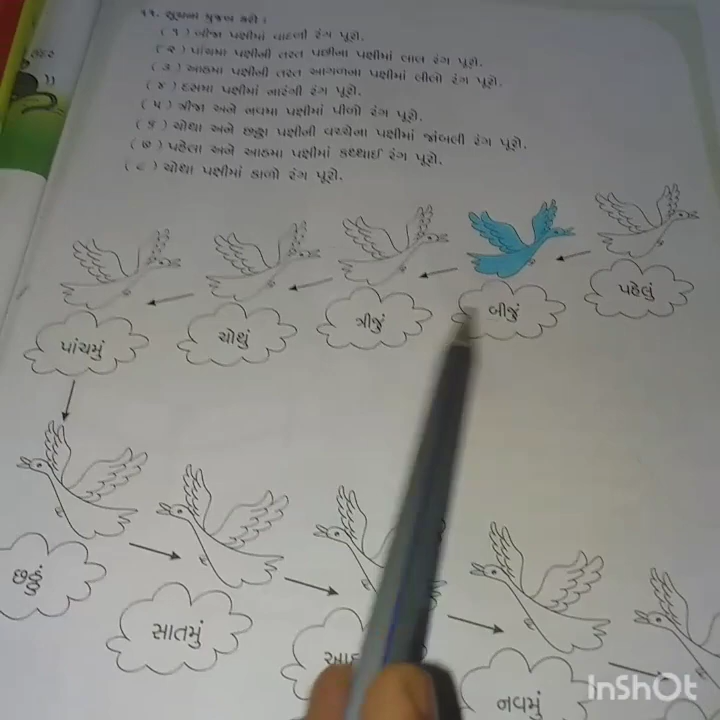 ૧૧. સૂચના મુજબ કરો :
(૧) બીજા પક્ષીમાં વાદળી રંગ પૂરો.
(૨) પાંચમા પક્ષીની તરત પછીના પક્ષીમાં લાલ રંગ પૂરો.
(૩) આઠમા પક્ષીની તરત આગળના પક્ષીમાં લીલો રંગ પૂરો.
(૪) દસમા પક્ષીમાં નારંગી રંગ પૂરો.
(૫) ત્રીજા અને નવમા પક્ષીમાં પીળો રંગ પૂરો.
(૬) ચોથા અને છઠ્ઠા પક્ષીની વચ્ચેના પક્ષીમાં જાંબલી રંગ પૂરો.
(૭) પહેલા અને આઠમા પક્ષીમાં કથ્થાઈ રંગ પૂરો.
(૮) ચોથા પક્ષીમાં કાળો રંગ પૂરો.
પહેલું
બીજું
ત્રીજું
ચોથું
પાંચમું
છઠ્ઠું
સાતમું
નવમું
InShOt